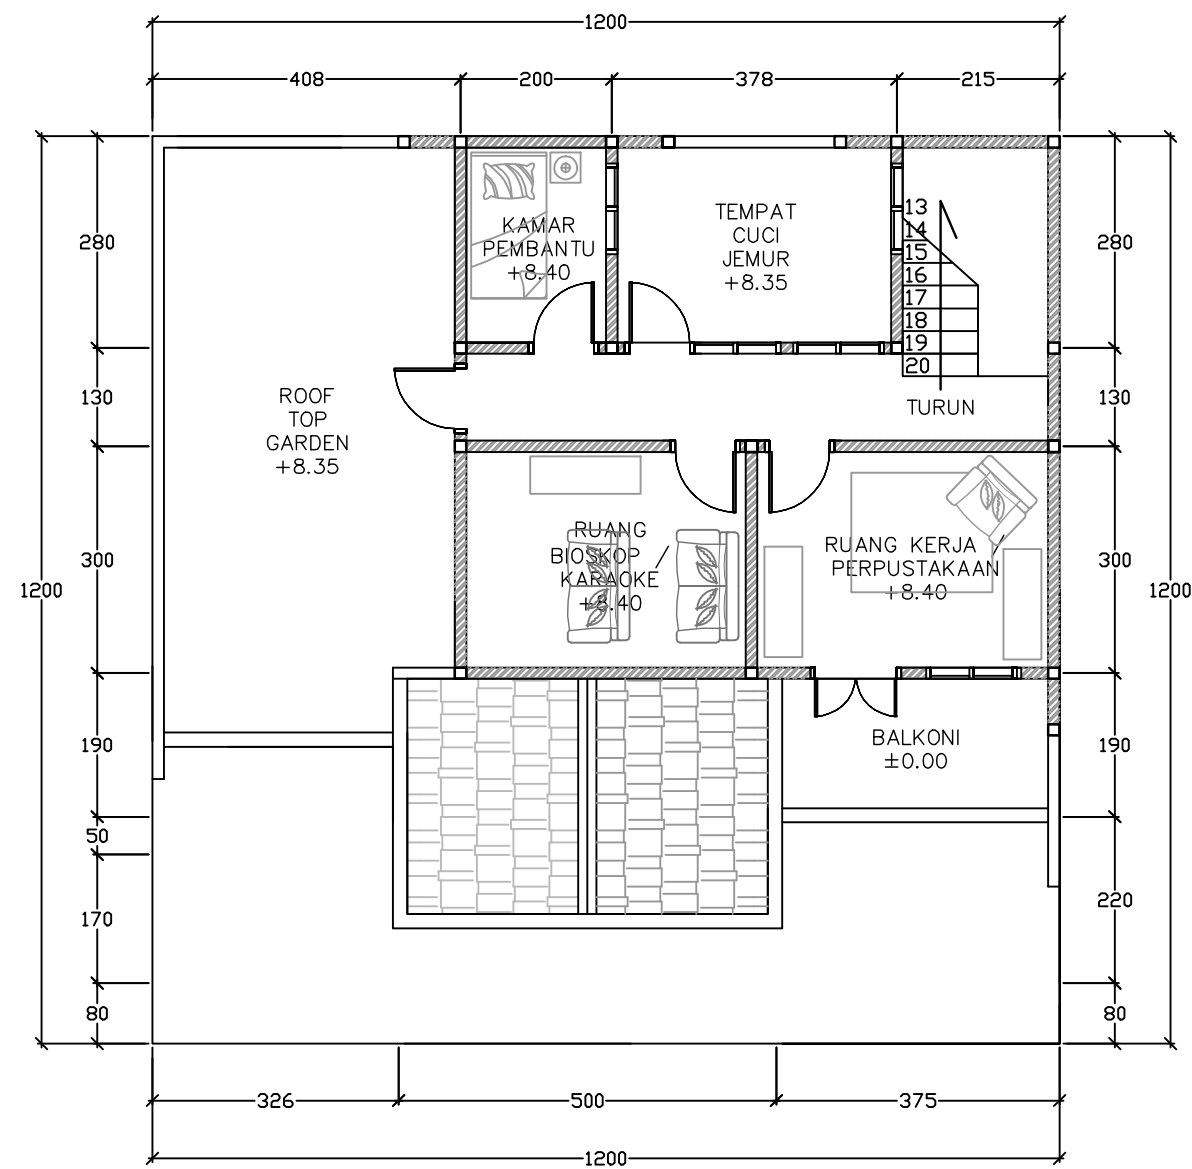 1200
408
200
378
215
KAMAR
PEMBANTU
+8.40
TEMPAT
CUCI
JEMUR
+8.35
13
14
15
16
17
18
19
20
TURUN
280
280
130
130
ROOF
TOP
GARDEN
+8.35
RUANG
BIOSKOP /
KARAOKE
+8.40
RUANG KERJA /
PERPUSTAKAAN
+8.40
300
300
1200
1200
BALKONI
±0.00
190
190
50
170
220
80
80
326
500
375
1200